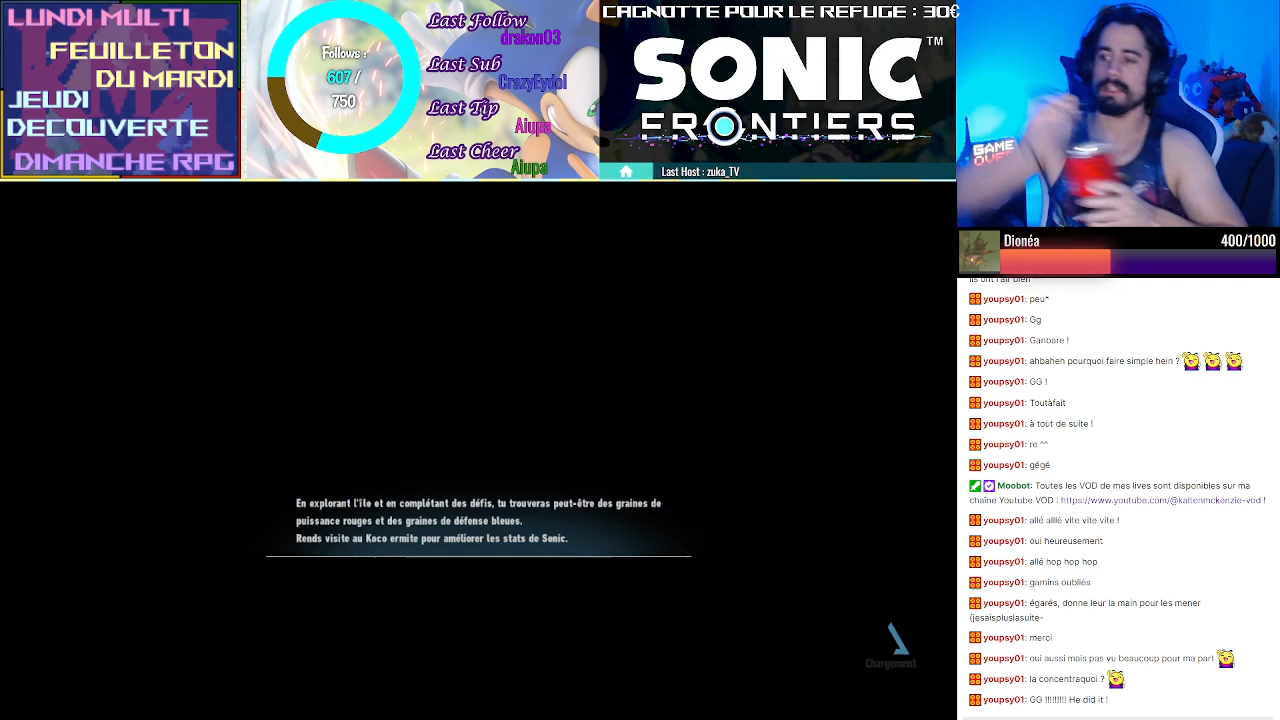 LUNDI MULTI
FEUILLETON
DU MARDI
JEUDI
DECOUVERTE
DIMANCHE RPG
Follows :
607 /
750
Last Follow
drakon03
Last Sub
CrazyEydol
Last Tip
Aiupa
Last Cheer
Aiupa
CAGNOTTE POUR LE REFUGE : 30€
SONIC™
FRONTIERS
Last Host : zuka_TV
GAME
OVER
Dionéa
400/1000
ils ont l'air bien
youpsy01: peu*
youpsy01: Gg
youpsy01: Ganbare !
youpsy01: ahbaheh pourquoi faire simple hein ?
youpsy01: GG !
youpsy01: Toutàfait
youpsy01: à tout de suite !
youpsy01: re ^^
youpsy01: gégé
Moobot: Toutes les VOD de mes lives sont disponibles sur ma
chaîne Youtube VOD : https://www.youtube.com/@kaltenmckenzie-vod !
youpsy01: allé alllé vite vite vite !
youpsy01: oui heureusement
youpsy01: allé hop hop hop
youpsy01: gamins oubliés
youpsy01: égarés, donne leur la main pour les mener
(jesaispluslasuite-
youpsy01: merci
youpsy01: oui aussi mais pas vu beaucoup pour ma part
youpsy01: la concentraquoi ?
youpsy01: GG !!!!!!!!! He did it !
En explorant l'île et en complétant des défis, tu trouveras peut-être des graines de
puissance rouges et des graines de défense bleues.
Rends visite au Koco ermite pour améliorer les stats de Sonic.
Chargement